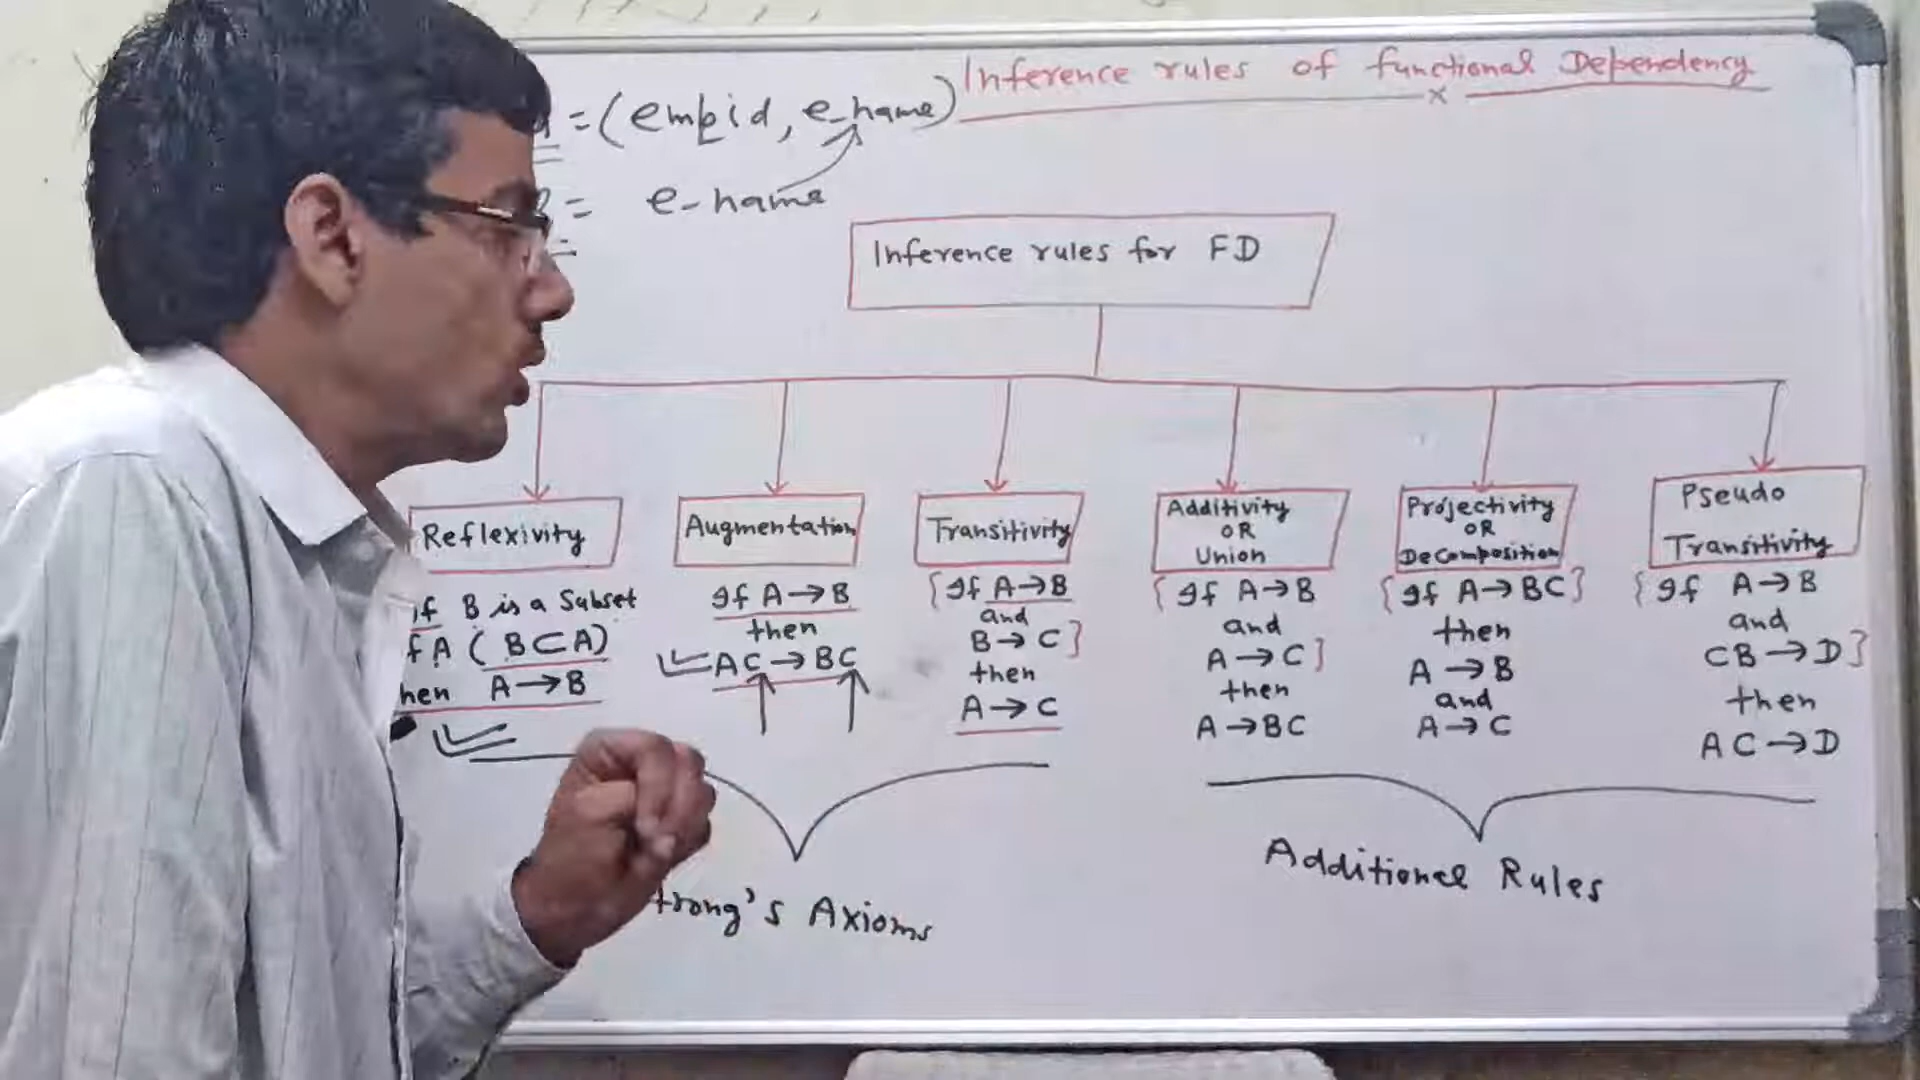 Inference rules of functional Dependency
= (empid, e_name)
= e-name
Inference rules for FD
Reflexivity
if B is a Subset
f A ( B⊂A)
hen A→B
Augmentation
If A→B
then
AC→BC
Transitivity
{If A→B
and
B→C}
then
A→C
Additivity
OR
Union
{If A→B
and
A→C}
then
A→BC
Projectivity
OR
Decomposition
{If A→BC}
then
A→B
and
A→C
Pseudo
Transitivity
{If A→B
and
CB→D}
then
AC→D
trong's Axioms
Additional Rules